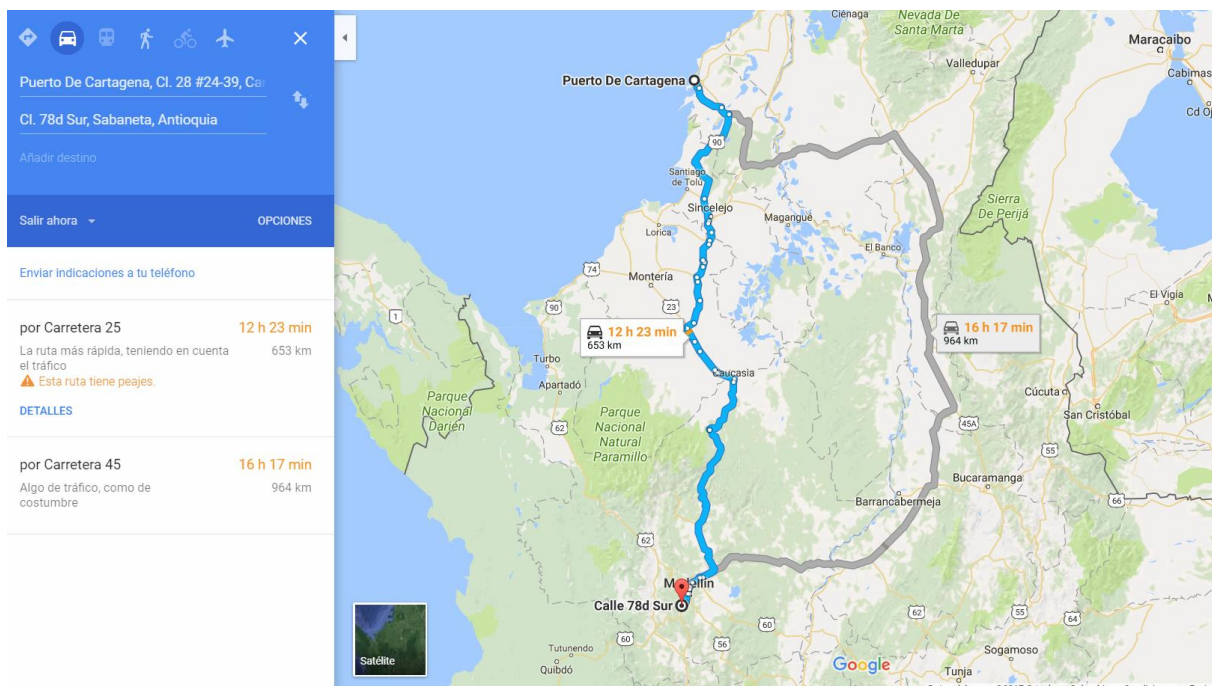 Puerto De Cartagena, Cl. 28 #24-39, Ca
Cl. 78d Sur, Sabaneta, Antioquia
Añadir destino
Salir ahora
OPCIONES
Enviar indicaciones a tu teléfono
por Carretera 25
12 h 23 min
La ruta más rápida, teniendo en cuenta
653 km
el tráfico
Esta ruta tiene peajes.
DETALLES
por Carretera 45
16 h 17 min
Algo de tráfico, como de
964 km
costumbre
Ciénaga
Nevada De
Santa Marta
Maracaibo
Valledupar
Cabimas
Puerto De Cartagena
Cd Oj
90
Santiago
de Tolú
Sincelejo
Magangué
Sierra
De Perijá
Lorica
El Banco
74
Montería
El Vigía
90
23
1
12 h 23 min
653 km
16 h 17 min
964 km
Turbo
Caucasia
Apartadó
Cúcuta
Parque
Nacional
Darién
Parque
Nacional
Natural
Paramillo
San Cristóbal
62
45A
55
Bucaramanga
Barrancabermeja
66
62
Medellín
Calle 78d Sur
62
55
64
60
60
56
Satélite
Tutunendo
Quibdó
Google
Sogamoso
Tunja